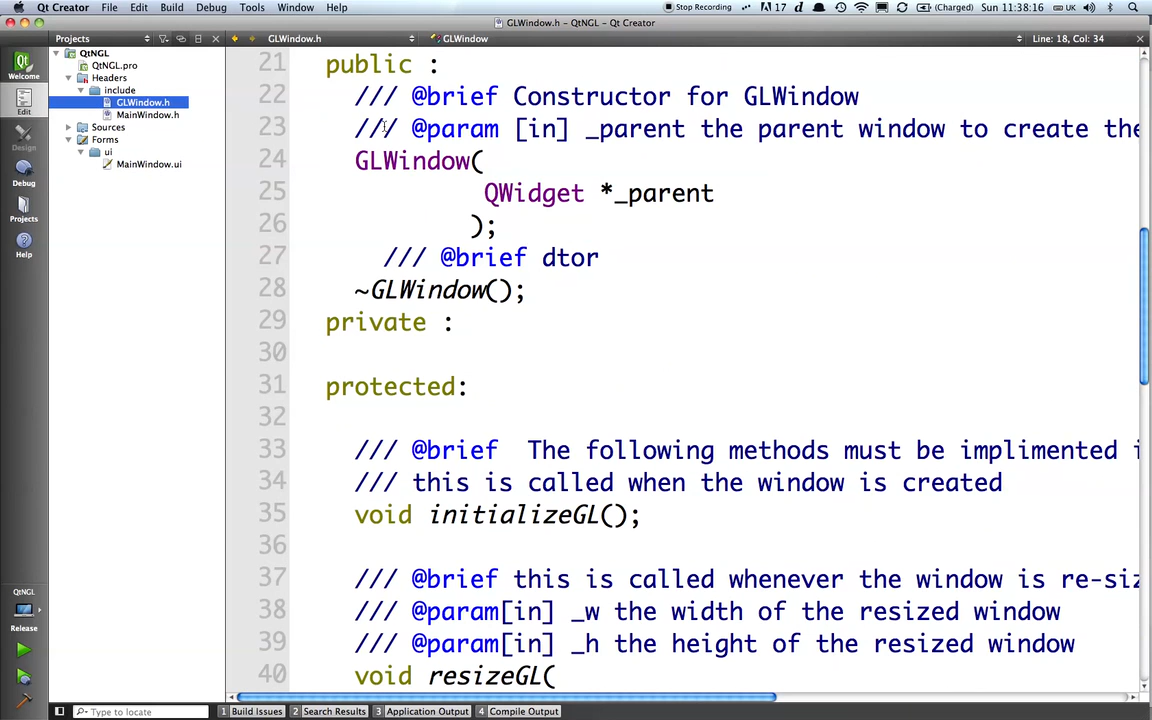 Qt Creator File Edit Build Debug Tools Window Help Stop Recording 17 (Charged) UK Sun 11:38:16
GLWindow.h - QtNGL - Qt Creator
Projects GLWindow.h GLWindow Line: 18, Col: 34
QtNGL
QtNGL.pro
Headers
include
GLWindow.h
MainWindow.h
Sources
Forms
ui
MainWindow.ui
Welcome
Edit
Design
Debug
Projects
Help
QtNGL
Release
21 public :
22 /// @brief Constructor for GLWindow
23 /// @param [in] _parent the parent window to create the
24 GLWindow(
25 QWidget *_parent
26 );
27 /// @brief dtor
28 ~GLWindow();
29 private :
30
31 protected:
32
33 /// @brief  The following methods must be implimented i
34 /// this is called when the window is created
35 void initializeGL();
36
37 /// @brief this is called whenever the window is re-siz
38 /// @param[in] _w the width of the resized window
39 /// @param[in] _h the height of the resized window
40 void resizeGL(
Type to locate 1 Build Issues 2 Search Results 3 Application Output 4 Compile Output